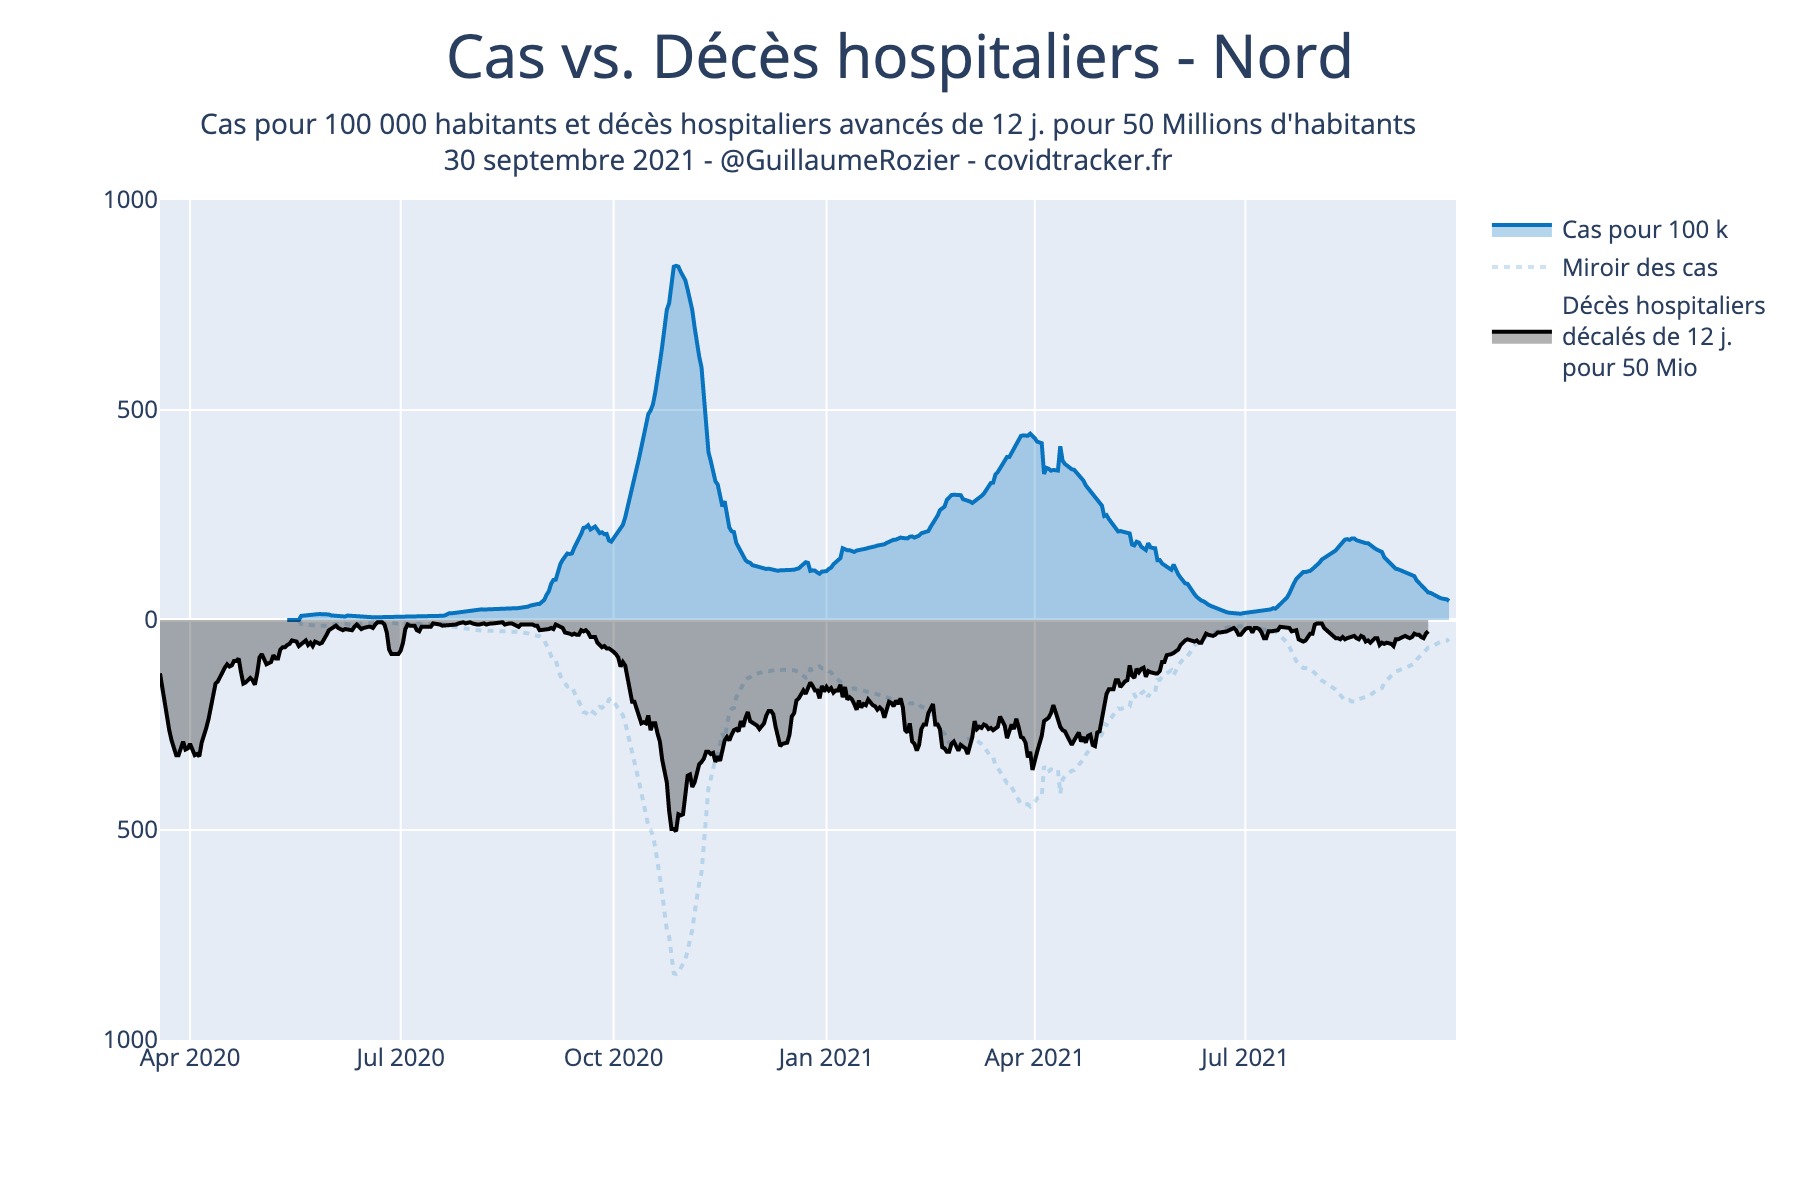 Cas vs. Décès hospitaliers - Nord
Cas pour 100 000 habitants et décès hospitaliers avancés de 12 j. pour 50 Millions d'habitants
30 septembre 2021 - @GuillaumeRozier - covidtracker.fr
1000
500
0
500
1000
Apr 2020
Jul 2020
Oct 2020
Jan 2021
Apr 2021
Jul 2021
Cas pour 100 k
Miroir des cas
Décès hospitaliers
décalés de 12 j.
pour 50 Mio